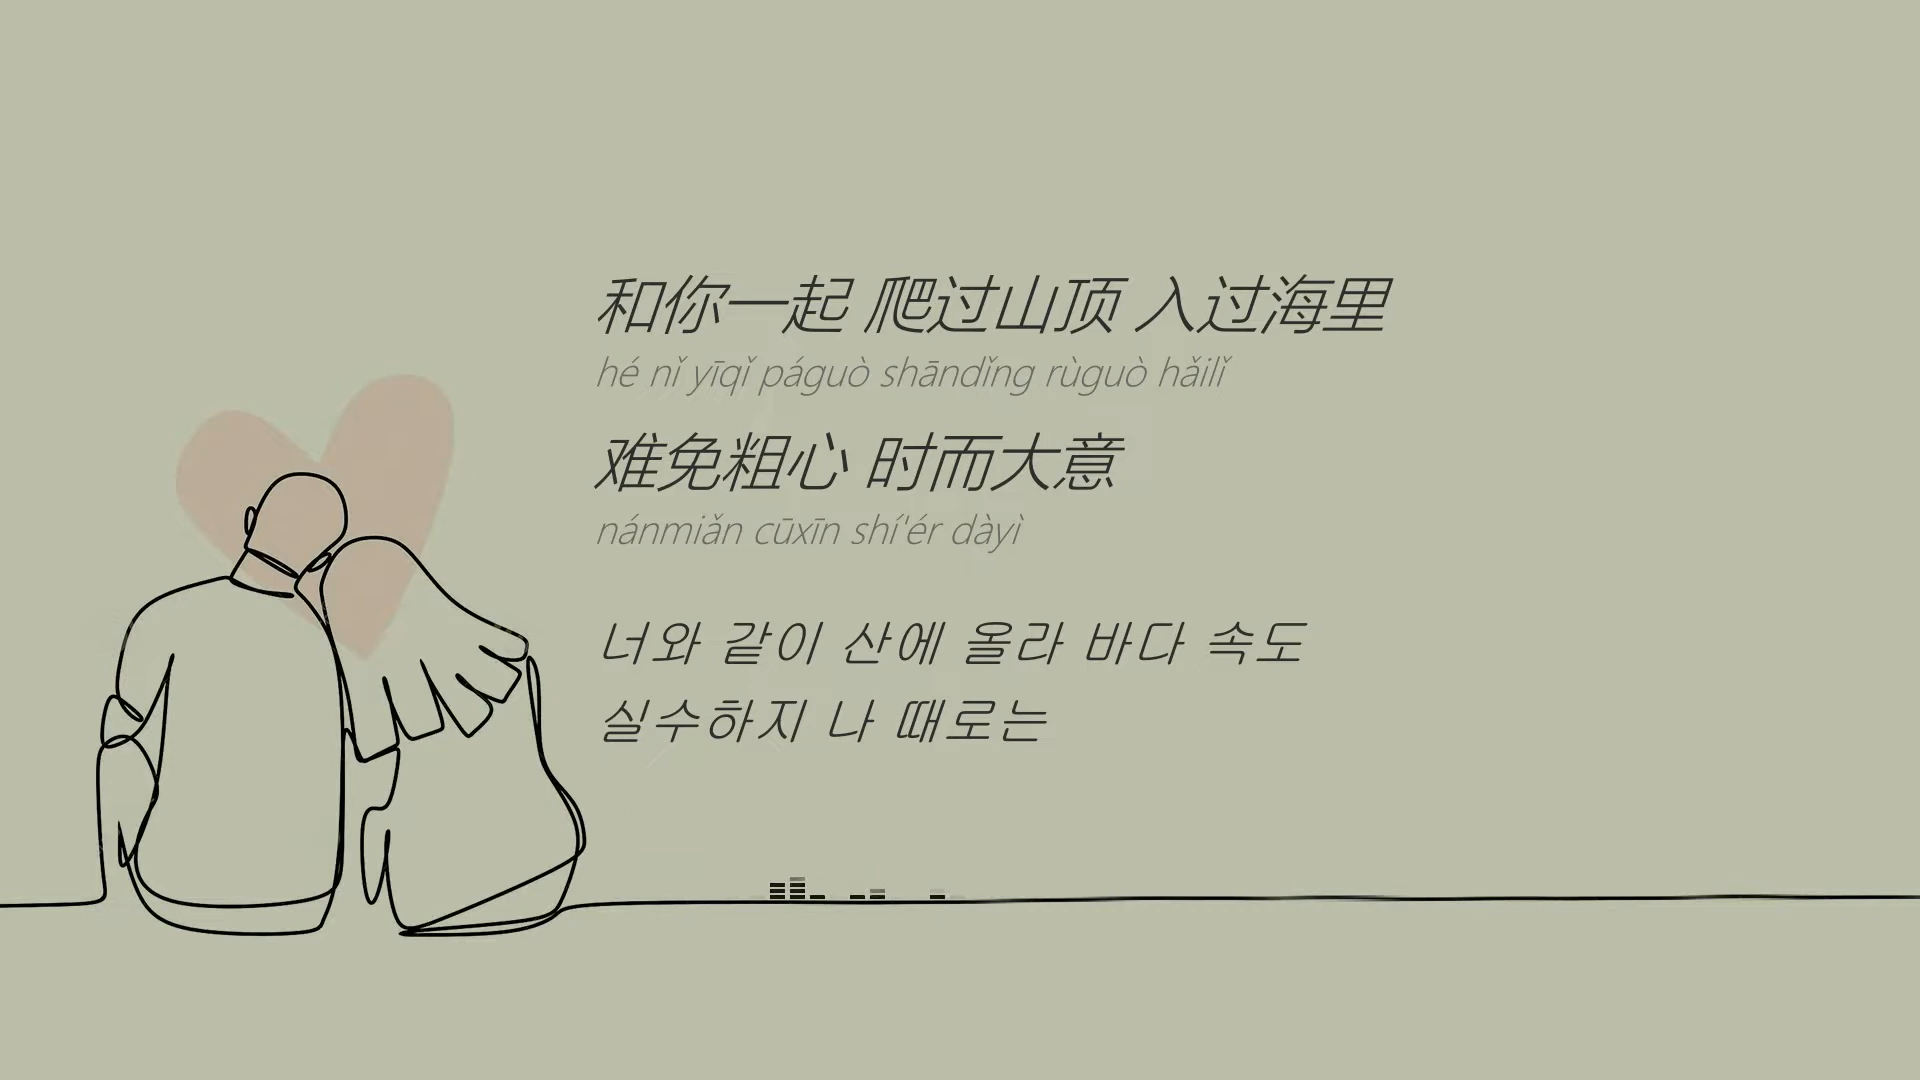 和你一起 爬过山顶 入过海里
hé nǐ yīqǐ páguò shāndǐng rùguò hǎilǐ
难免粗心 时而大意
nánmiǎn cūxīn shí'ér dàyì
너와 같이 산에 올라 바다 속도
실수하지 나 때로는